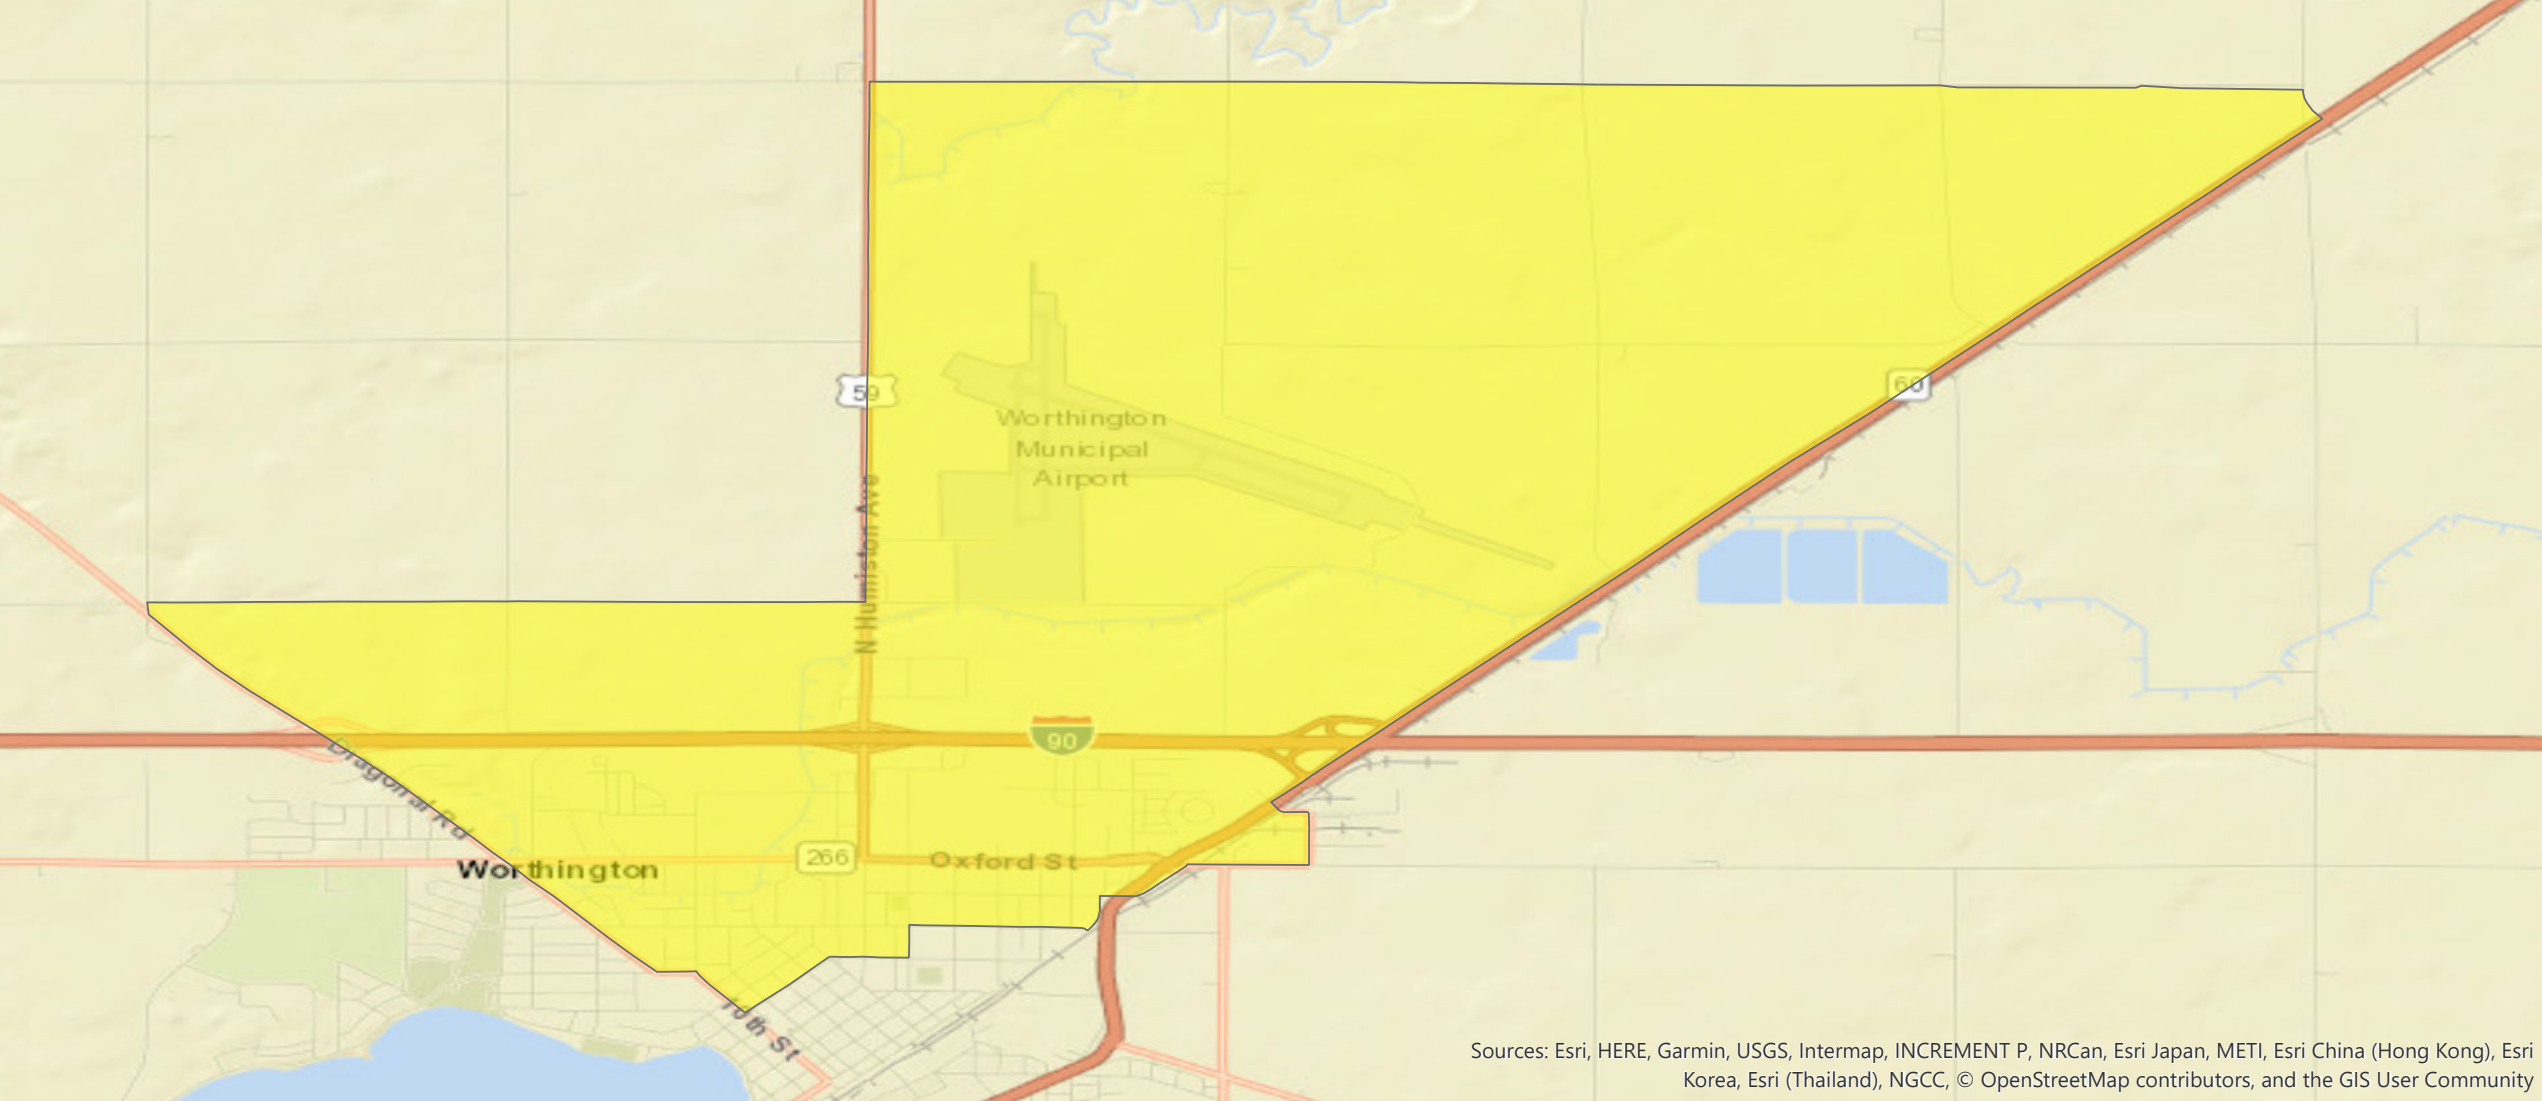 59
60
Worthington
Municipal
Airport
N Humiston Ave
90
Diagonal Rd
266
Oxford St
Worthington
10th St
Sources: Esri, HERE, Garmin, USGS, Intermap, INCREMENT P, NRCan, Esri Japan, METI, Esri China (Hong Kong), Esri
Korea, Esri (Thailand), NGCC, © OpenStreetMap contributors, and the GIS User Community